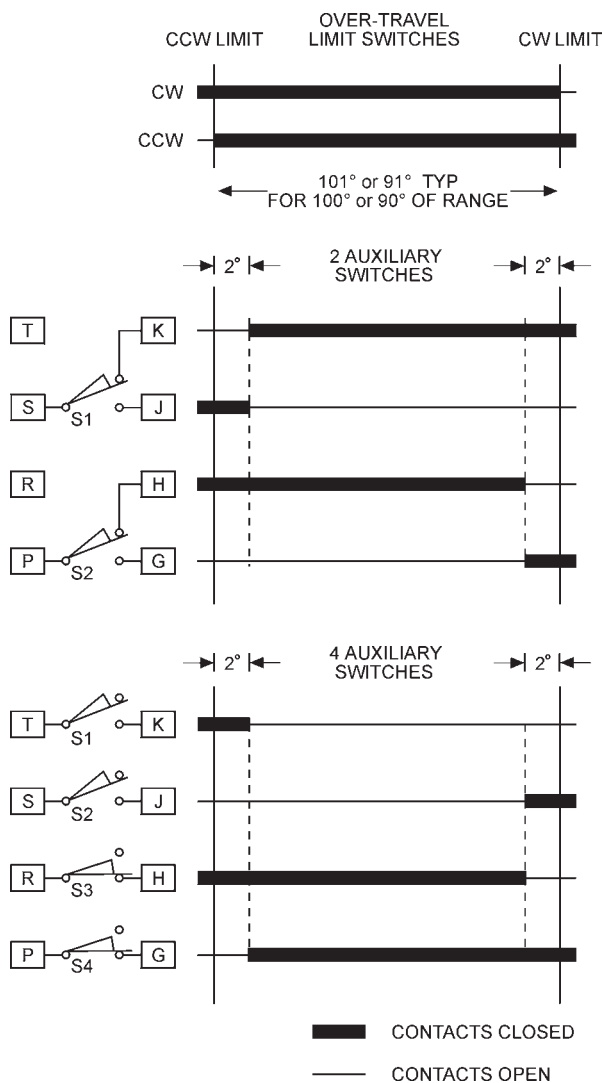 OVER-TRAVEL
CCW LIMIT LIMIT SWITCHES CW LIMIT
CW
CCW
101° or 91° TYP
FOR 100° or 90° OF RANGE
2° 2 AUXILIARY 2°
SWITCHES
T K
S S1 J
R H
P S2 G
2° 4 AUXILIARY 2°
SWITCHES
T S1 K
S S2 J
R S3 H
P S4 G
CONTACTS CLOSED
CONTACTS OPEN